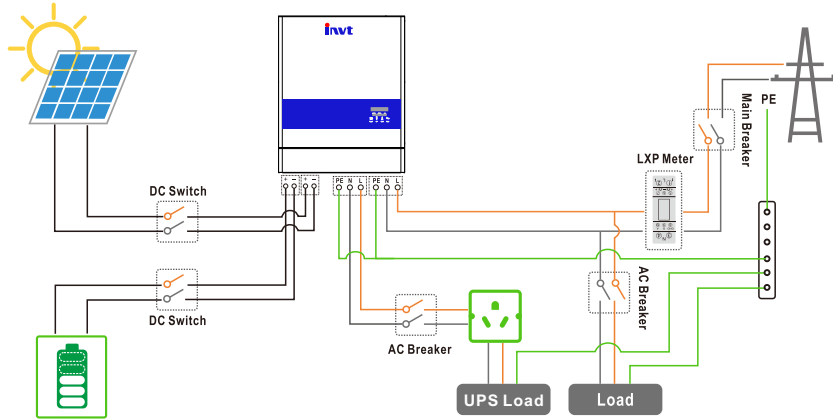 invt
Main Breaker
PE
LXP Meter
DC Switch
+ - + -
PE N L PE N L
DC Switch
AC Breaker
AC Breaker
UPS Load
Load